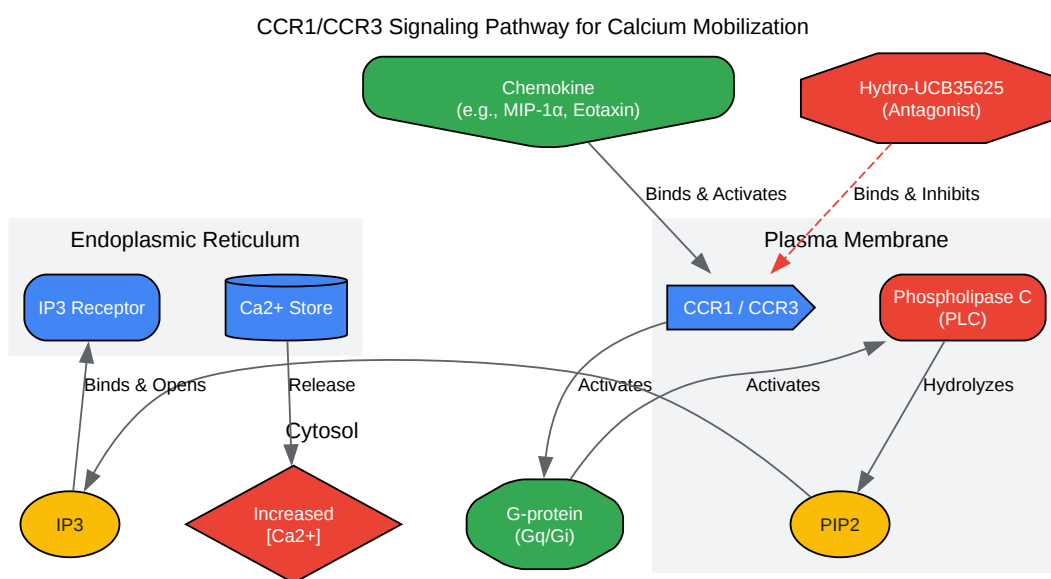 CCR1/CCR3 Signaling Pathway for Calcium Mobilization
Chemokine
(e.g., MIP-1α, Eotaxin)
Hydro-UCB35625
(Antagonist)
Binds & Activates
Binds & Inhibits
Endoplasmic Reticulum
Plasma Membrane
IP3 Receptor
Ca2+ Store
CCR1 / CCR3
Phospholipase C
(PLC)
Binds & Opens
Release
Activates
Activates
Hydrolyzes
Cytosol
IP3
Increased
[Ca2+]
G-protein
(Gq/Gi)
PIP2